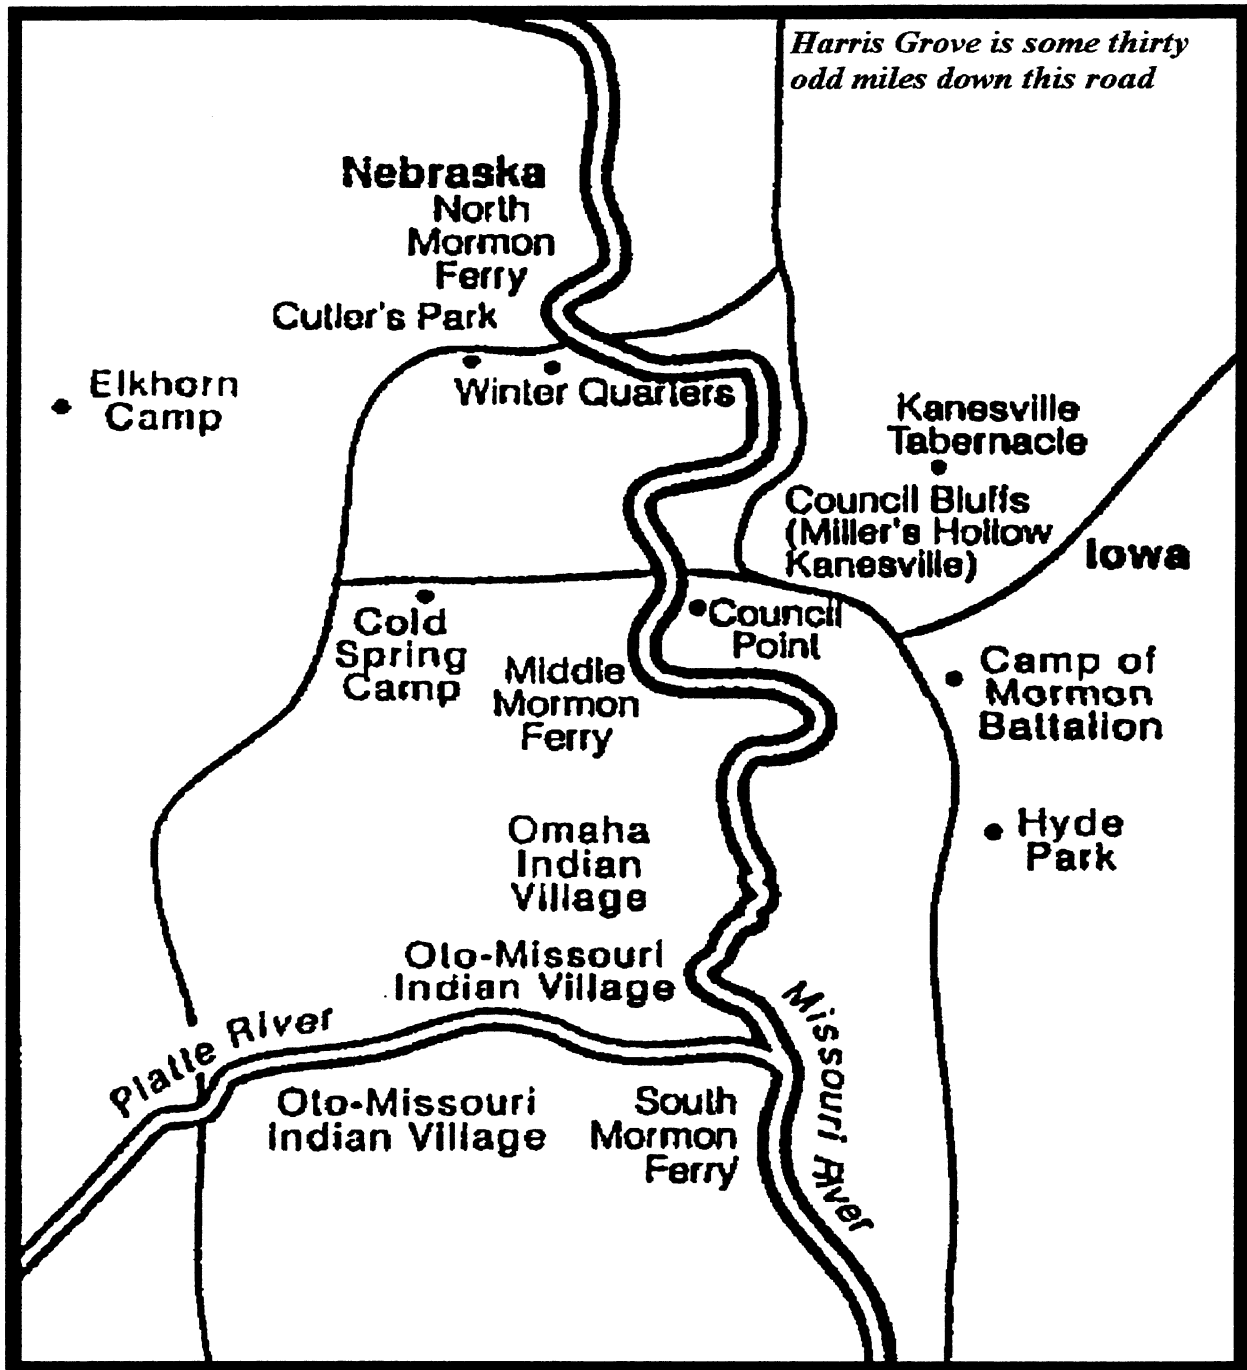 Harris Grove is some thirty
odd miles down this road
Nebraska
North
Mormon
Ferry
Cutler's Park
Elkhorn
Camp
Winter Quarters
Kanesville
Tabernacle
Council Bluffs
(Miller's Hollow
Kanesville)
Iowa
Cold
Spring
Camp
Council
Point
Middle
Mormon
Ferry
Camp of
Mormon
Battalion
Omaha
Indian
Village
Hyde
Park
Oto-Missouri
Indian Village
Missouri River
Platte River
Oto-Missouri
Indian Village
South
Mormon
Ferry